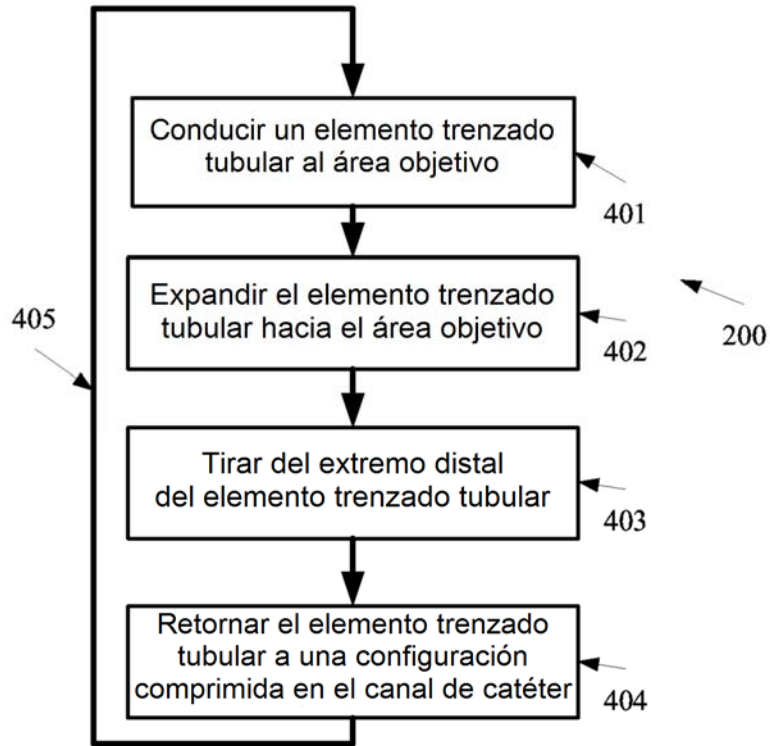 Conducir un elemento trenzado
tubular al área objetivo
401
Expandir el elemento trenzado
tubular hacia el área objetivo
402
405
200
Tirar del extremo distal
del elemento trenzado tubular
403
Retornar el elemento trenzado
tubular a una configuración
comprimida en el canal de catéter
404